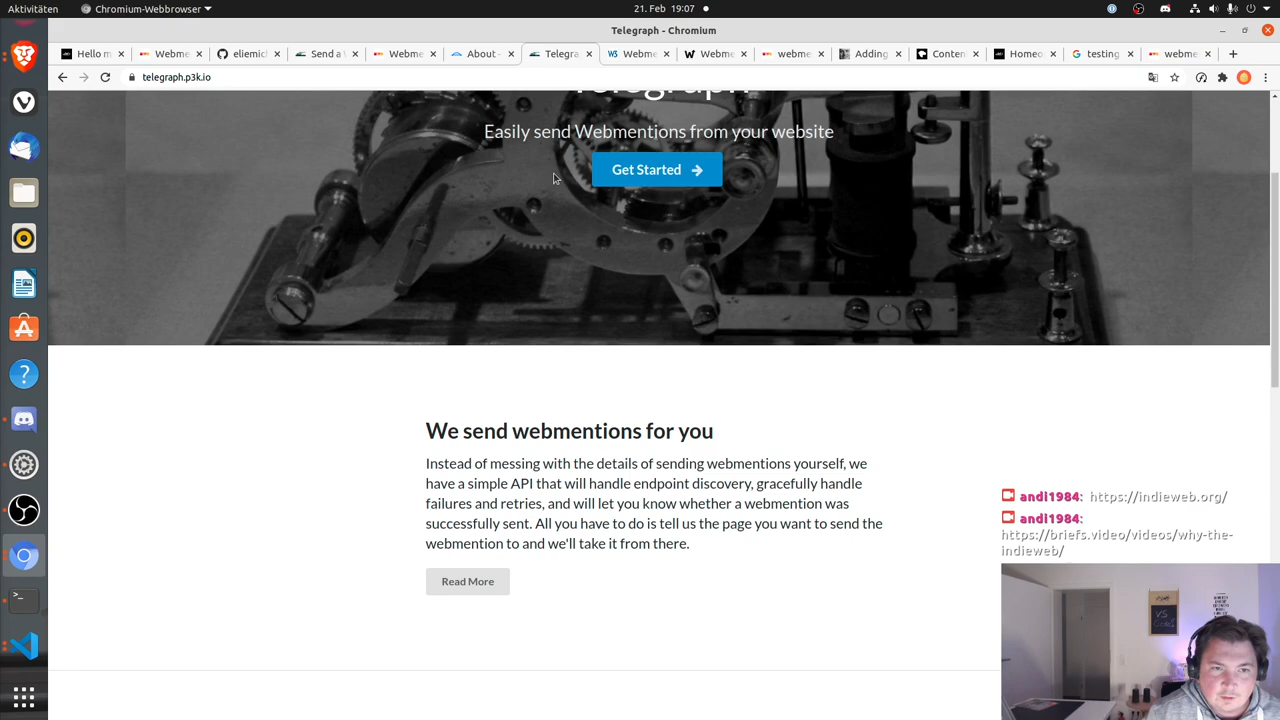 Aktivitäten
Chromium-Webbrowser
21. Feb 19:07
Telegraph - Chromium
Hello m
Webme
eliemich
Send a
Webme
About –
Telegra
Webme
Webme
webme
Adding
Conten
Homeo
testing
webme
telegraph.p3k.io
Telegraph
Easily send Webmentions from your website
Get Started
We send webmentions for you
Instead of messing with the details of sending webmentions yourself, we
have a simple API that will handle endpoint discovery, gracefully handle
failures and retries, and will let you know whether a webmention was
successfully sent. All you have to do is tell us the page you want to send the
webmention to and we'll take it from there.
Read More
andi1984: https://indieweb.org/
andi1984:
https://briefs.video/videos/why-the-
indieweb/